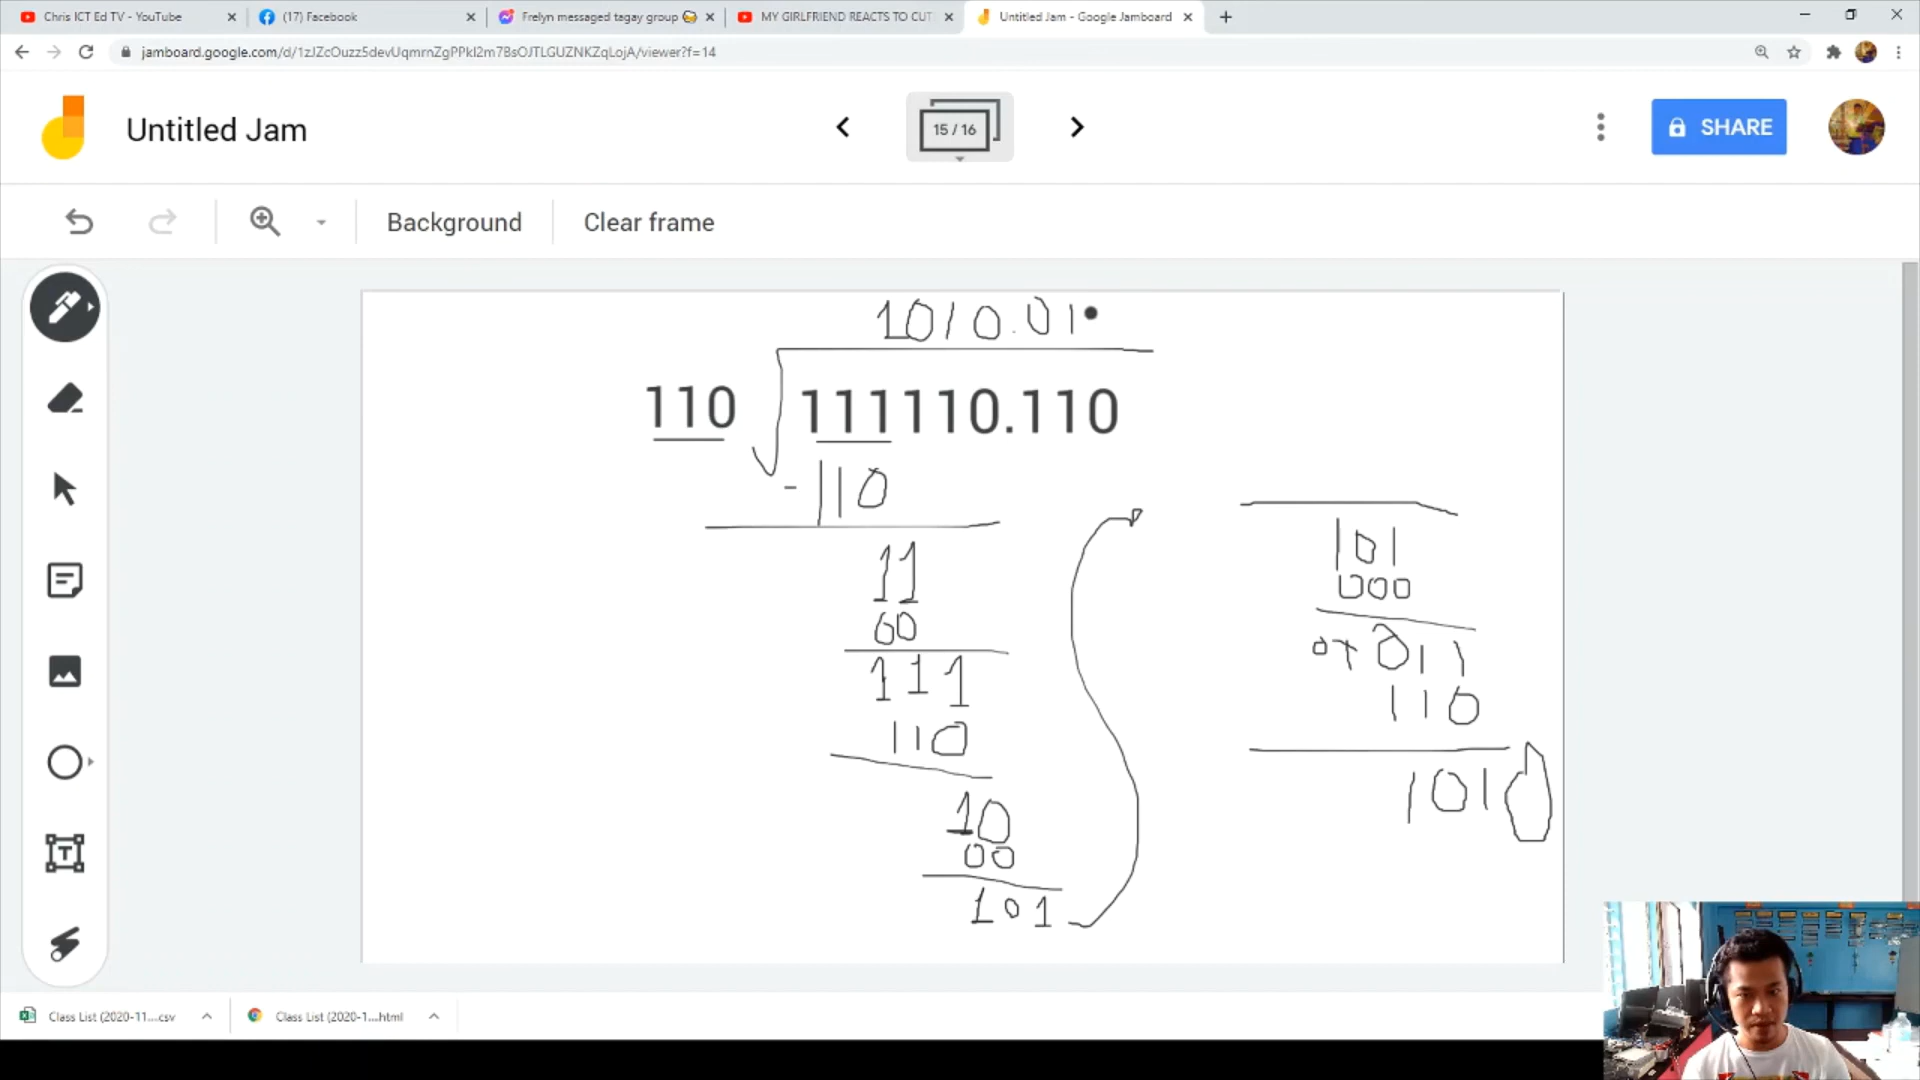 Chris ICT Ed TV - YouTube
(17) Facebook
Frelyn messaged tagay group
MY GIRLFRIEND REACTS TO CUT
Untitled Jam - Google Jamboard
jamboard.google.com/d/1zJZcOuzz5devUqmrnZgPPkI2m7BsOJTLGUZNKZqLojA/viewer?f=14
Untitled Jam
15 / 16
SHARE
Background
Clear frame
1010.01
110 111110.110
-110
11
00
111
110
10
00
101
101
000
011
110
1010
Class List (2020-11....csv
Class List (2020-1....html